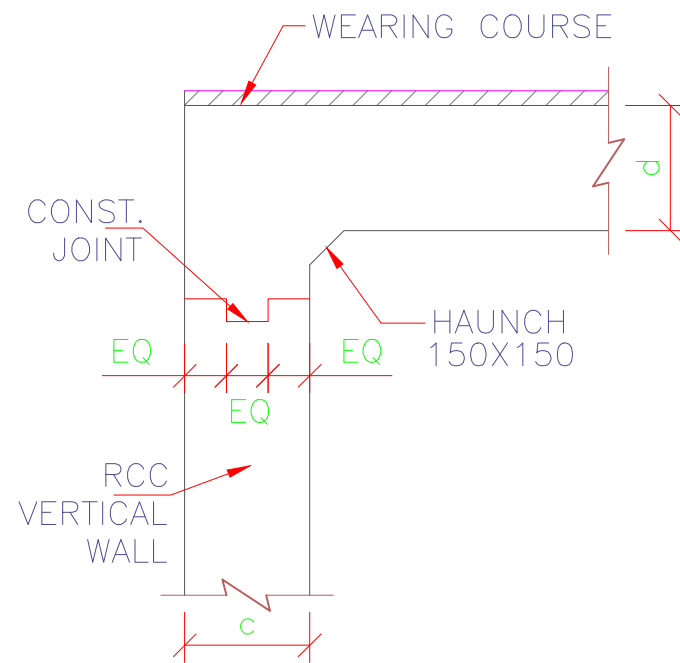 WEARING COURSE
d
CONST.
JOINT
HAUNCH
150X150
EQ
EQ
EQ
RCC
VERTICAL
WALL
c